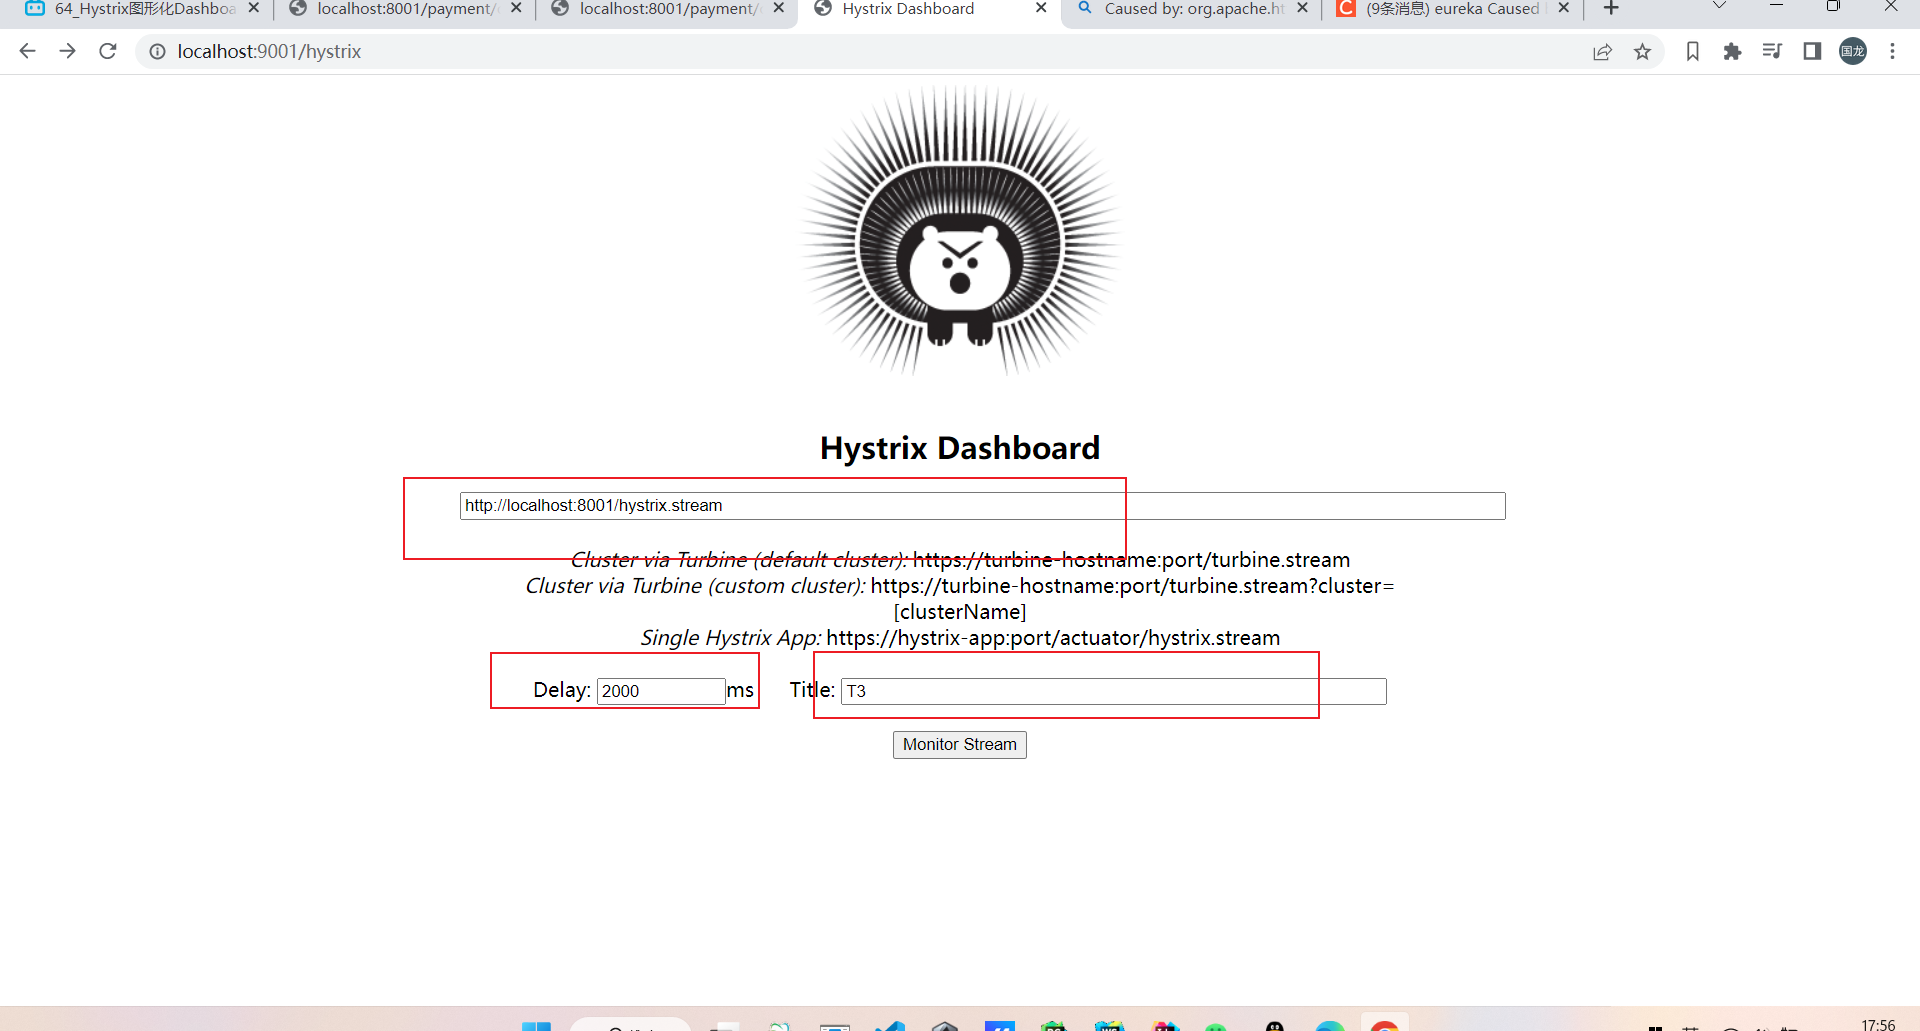 64_Hystrix图形化Dashboa
localhost:8001/payment/
localhost:8001/payment/
Hystrix Dashboard
Caused by: org.apache.ht
(9条消息) eureka Caused
localhost:9001/hystrix
国龙
Hystrix Dashboard
http://localhost:8001/hystrix.stream
Cluster via Turbine (default cluster): https://turbine-hostname:port/turbine.stream
Cluster via Turbine (custom cluster): https://turbine-hostname:port/turbine.stream?cluster=
[clusterName]
Single Hystrix App: https://hystrix-app:port/actuator/hystrix.stream
Delay: 2000 ms Title: T3
Monitor Stream
17:56